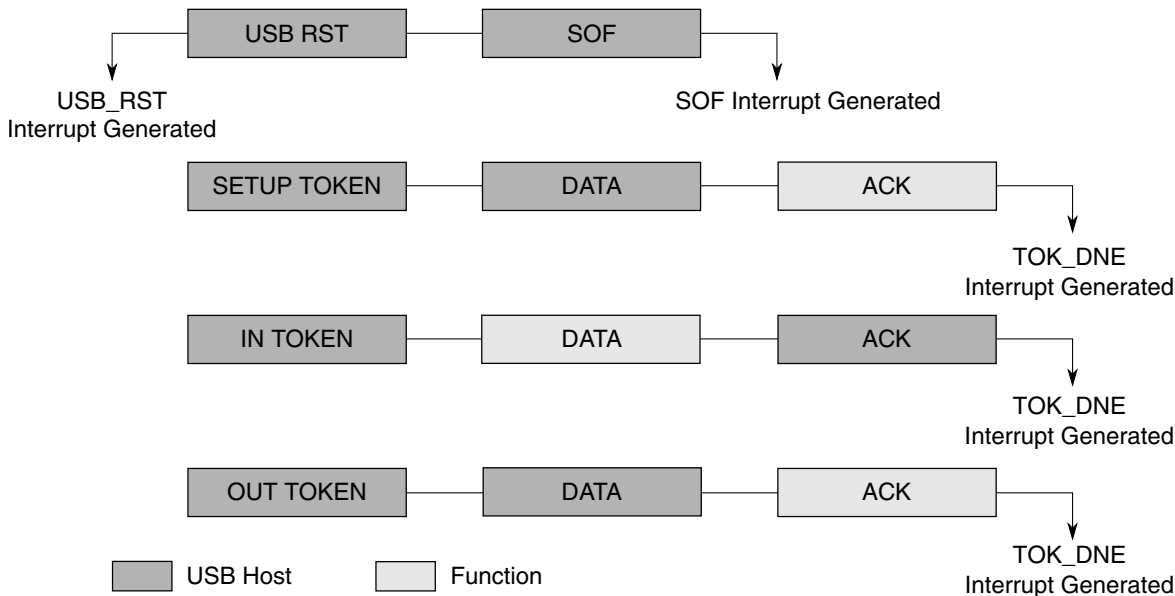 USB RST
SOF
USB_RST
Interrupt Generated
SOF Interrupt Generated
SETUP TOKEN
DATA
ACK
TOK_DNE
Interrupt Generated
IN TOKEN
DATA
ACK
TOK_DNE
Interrupt Generated
OUT TOKEN
DATA
ACK
TOK_DNE
Interrupt Generated
USB Host
Function